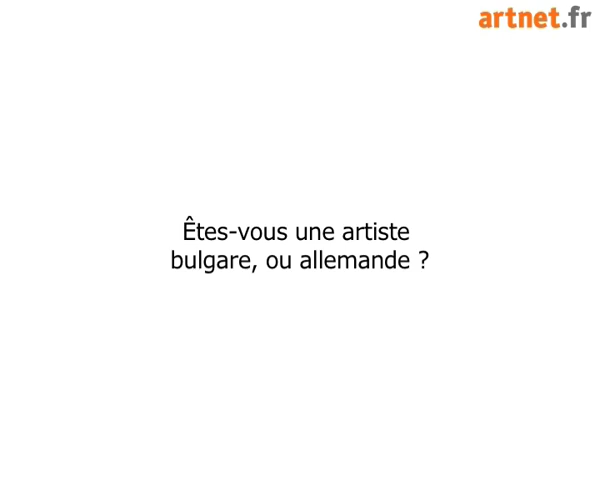 artnet.fr
Êtes-vous une artiste
bulgare, ou allemande ?